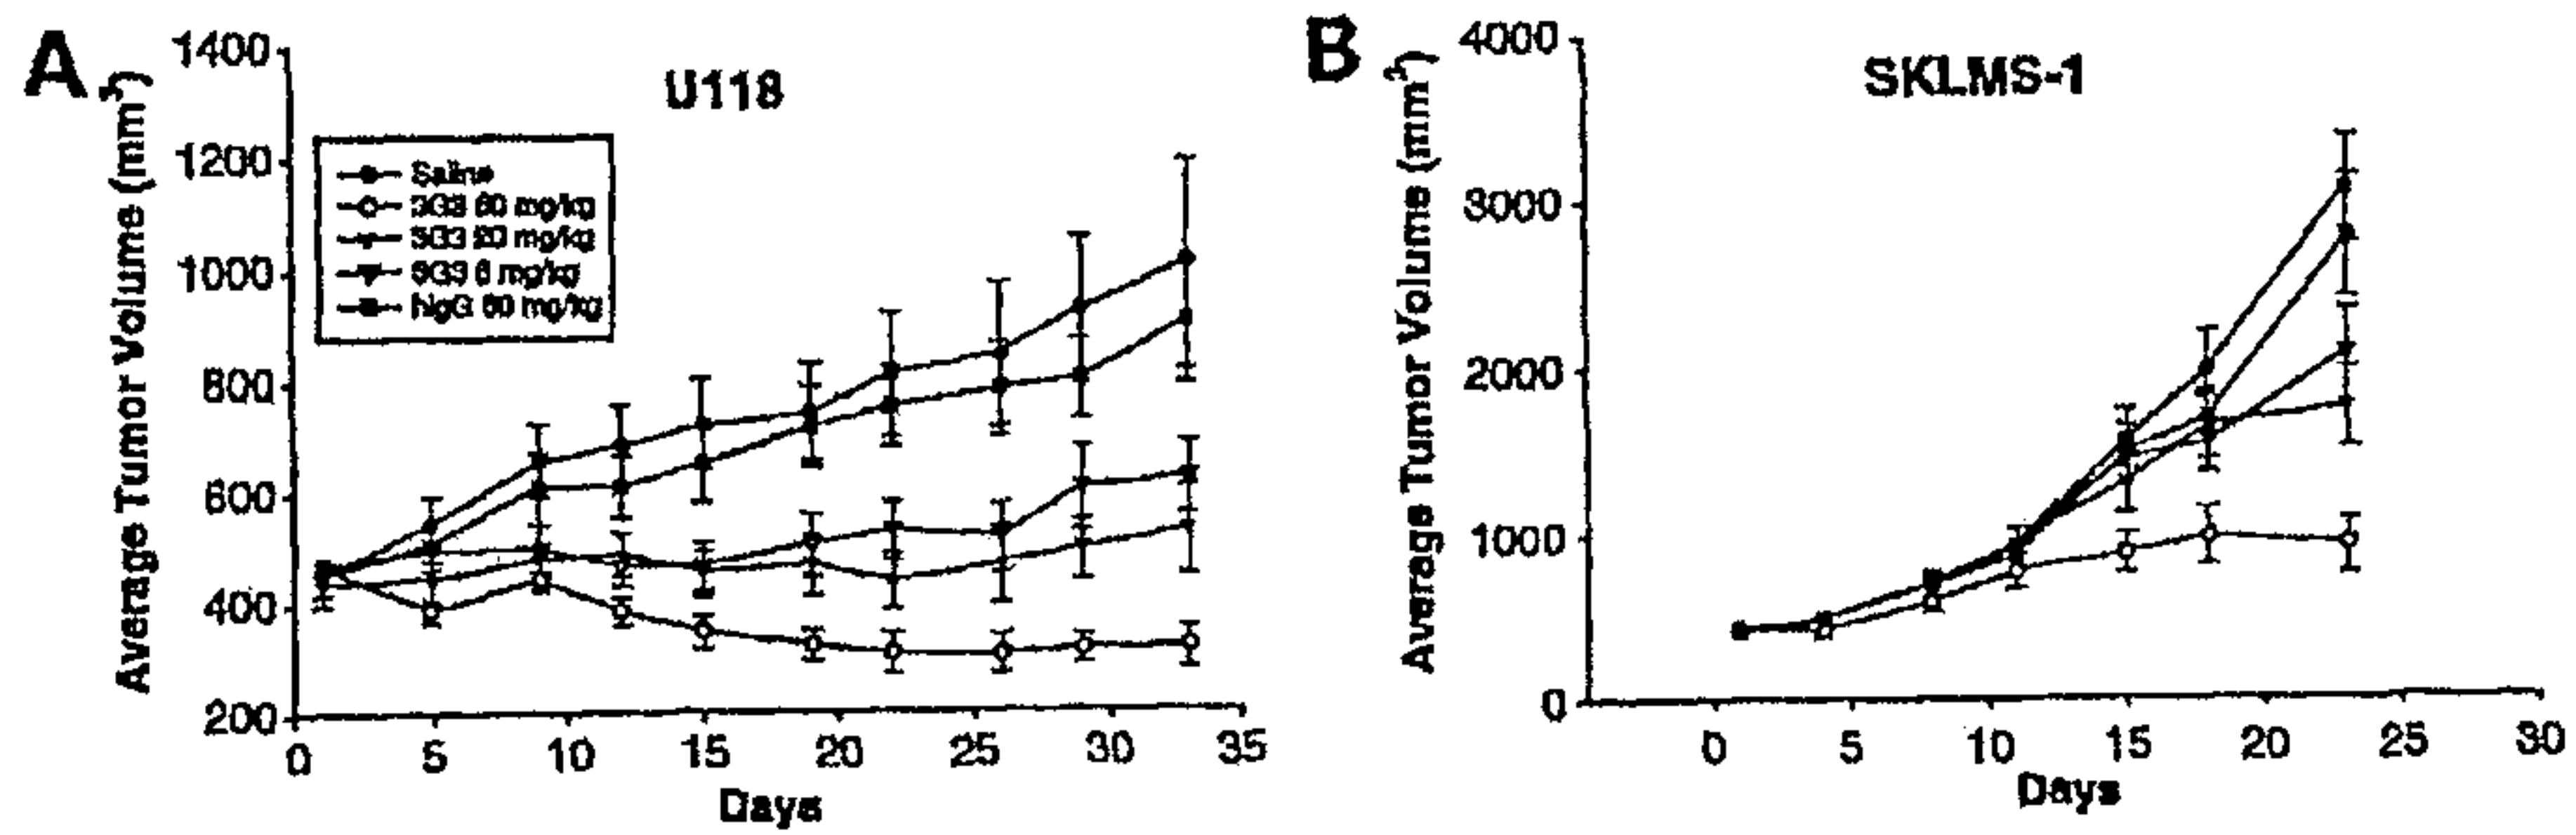 A
U118
Average Tumor Volume (mm³)
1400
1200
1000
800
600
400
200
Saline
3G3 60 mg/kg
3G3 20 mg/kg
3G3 6 mg/kg
hIgG 60 mg/kg
0 5 10 15 20 25 30 35
Days
B
SKLMS-1
Average Tumor Volume (mm³)
4000
3000
2000
1000
0
0 5 10 15 20 25 30
Days